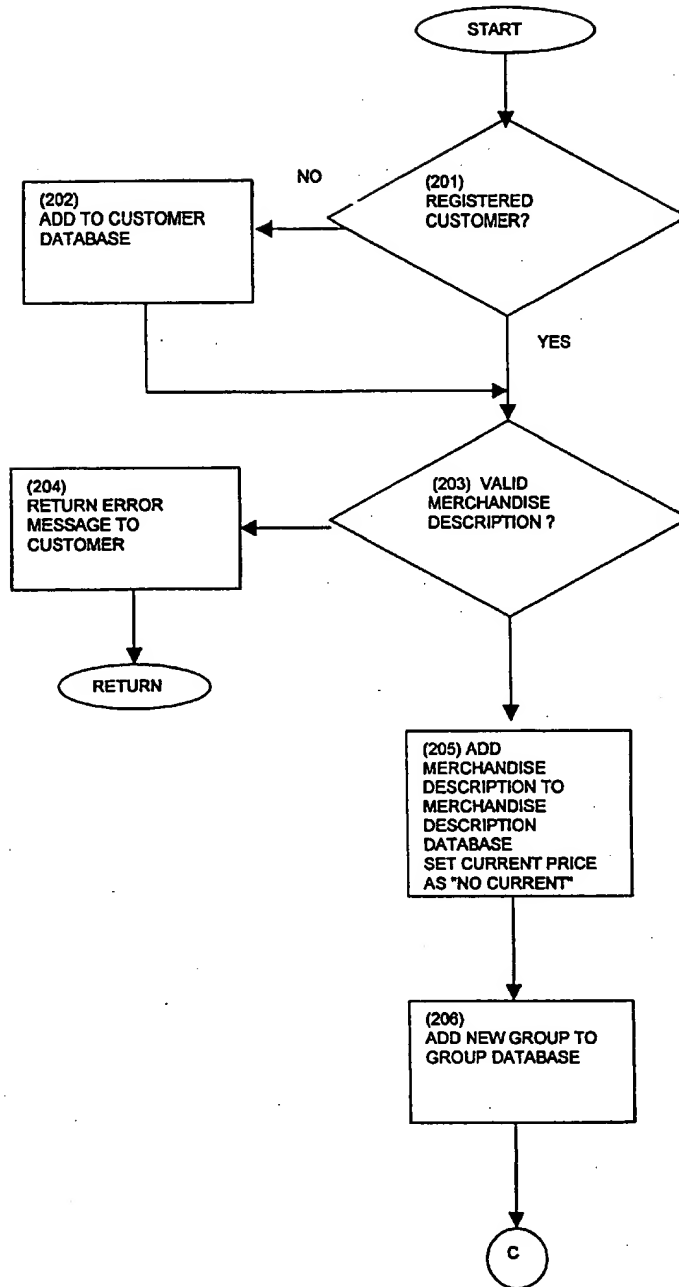 START
NO
(201)
REGISTERED
CUSTOMER?
(202)
ADD TO CUSTOMER
DATABASE
YES
(203) VALID
MERCHANDISE
DESCRIPTION ?
(204)
RETURN ERROR
MESSAGE TO
CUSTOMER
RETURN
(205) ADD
MERCHANDISE
DESCRIPTION TO
MERCHANDISE
DESCRIPTION
DATABASE
SET CURRENT PRICE
AS "NO CURRENT"
(206)
ADD NEW GROUP TO
GROUP DATABASE
C